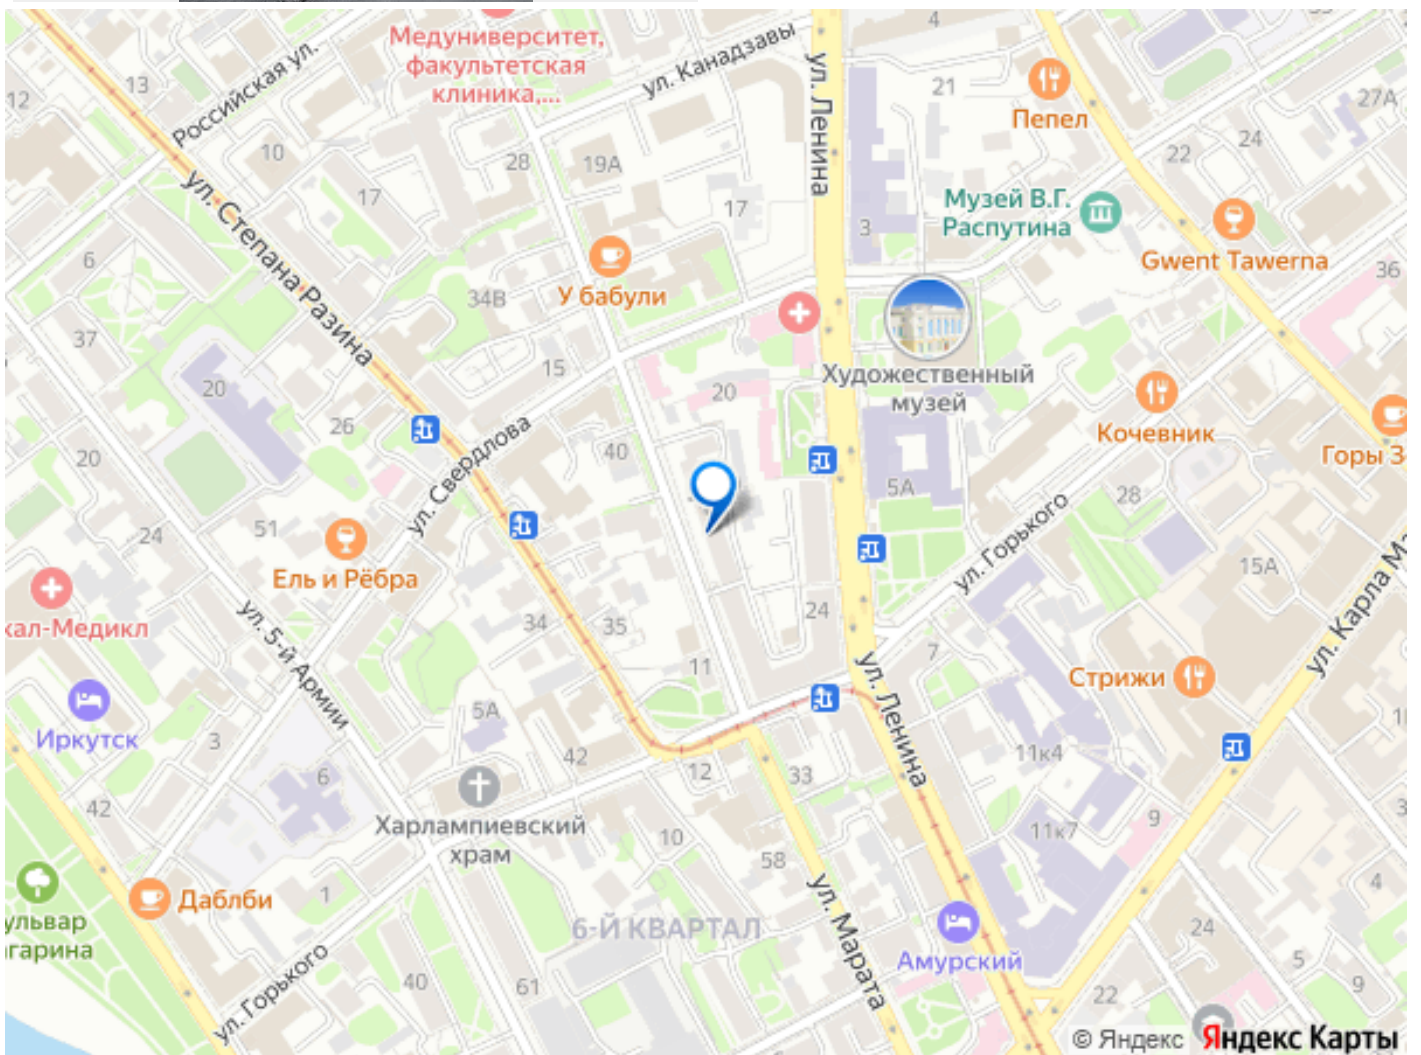 4
Медуниверситет,
факультетская
клиника,...
ул. Канадзавы
ул. Ленина
Российская ул.
13
12
10
28
17
19А
17
21
Пепел
27А
24
22
Музей В.Г.
Распутина
3
Gwent Tawerna
36
ул. Степана Разина
6
37
34В
У бабули
15
20
26
20
Художественный
музей
Кочевник
Горы З
ул. Свердлова
40
20
24
51
5А
28
ул. Горького
15А
Ель и Рёбра
кал-Медикл
ул. 5-й Армии
34
35
24
11
7
ул. Ленина
Стрижи
ул. Карла Ма
Иркутск
3
5А
6
42
42
12
33
11к4
11к7
9
Харлампиевский
храм
10
58
4
1
Даблби
ульвар
гарина
6-Й КВАРТАЛ
ул. Марата
Амурский
24
5
9
22
40
61
ул. Горького
© Яндекс Яндекс Карты